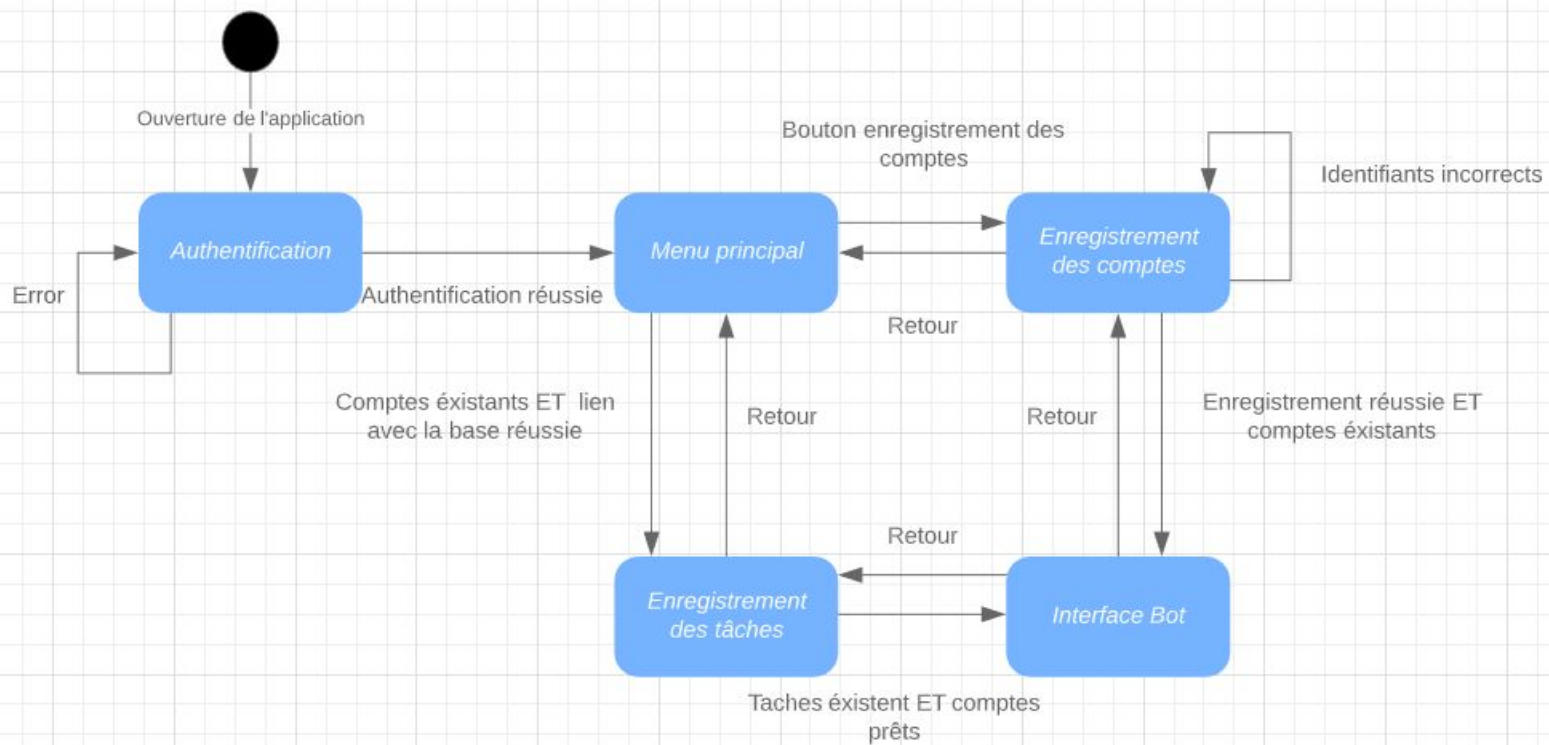 Ouverture de l'application
Bouton enregistrement des
comptes
Identifiants incorrects
Authentification
Menu principal
Enregistrement
des comptes
Error
Authentification réussie
Retour
Comptes éxistants ET lien
avec la base réussie
Retour
Retour
Enregistrement réussie ET
comptes éxistants
Retour
Enregistrement
des tâches
Interface Bot
Taches éxistent ET comptes
prêts